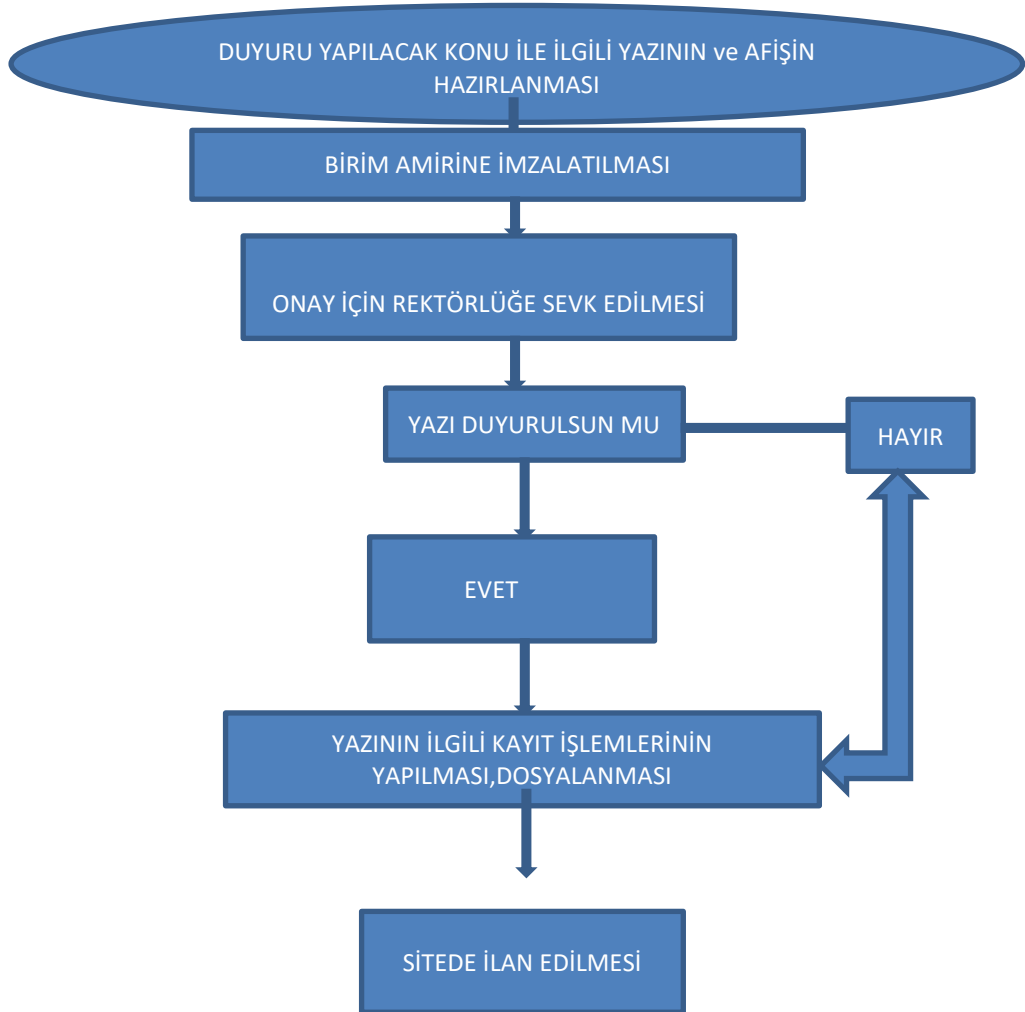 DUYURU YAPILACAK KONU İLE İLGİLİ YAZININ ve AFİŞİN
HAZIRLANMASI
BİRİM AMİRİNE İMZALATILMASI
ONAY İÇİN REKTÖRLÜĞE SEVK EDİLMESİ
YAZI DUYURULSUN MU
HAYIR
EVET
YAZININ İLGİLİ KAYIT İŞLEMLERİNİN
YAPILMASI,DOSYALANMASI
SİTEDE İLAN EDİLMESİ